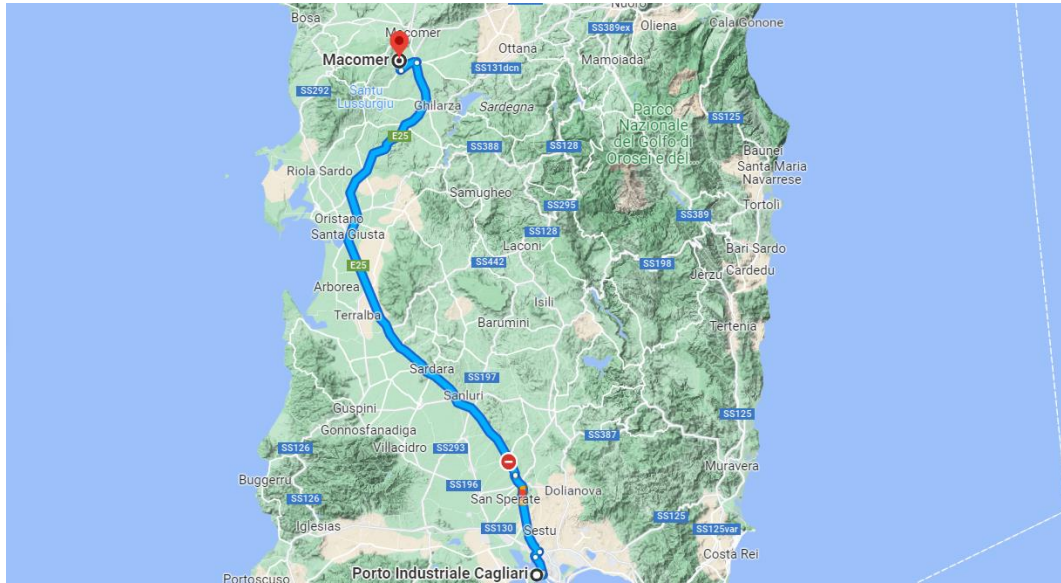 Bosa
Nuoro
Oliena
Cala Gonone
SS389ex
Macomer
Ottana
Mamoiada
Macomer
SS131dcn
SS292
Santu
Lussurgiu
Ghilarza
Sardegna
Parco
Nazionale
del Golfo di
Orosei e del
SS125
E25
SS388
SS128
Baunei
Santa Maria
Navarrese
Riola Sardo
Samugheo
SS295
Tortolì
SS389
Oristano
Santa Giusta
SS128
Laconi
Bari Sardo
SS442
SS198
Jerzu
Cardedu
E25
Arborea
Isili
Terralba
Barumini
Tertenia
Sardara
SS197
Sanluri
Guspini
SS125
Gonnosfanadiga
SS387
SS126
Villacidro
SS293
Muravera
Buggerru
SS196
SS126
San Sperate
Dolianova
SS125
Iglesias
SS130
Sestu
SS125var
Costa Rei
Portoscuso
Porto Industriale Cagliari